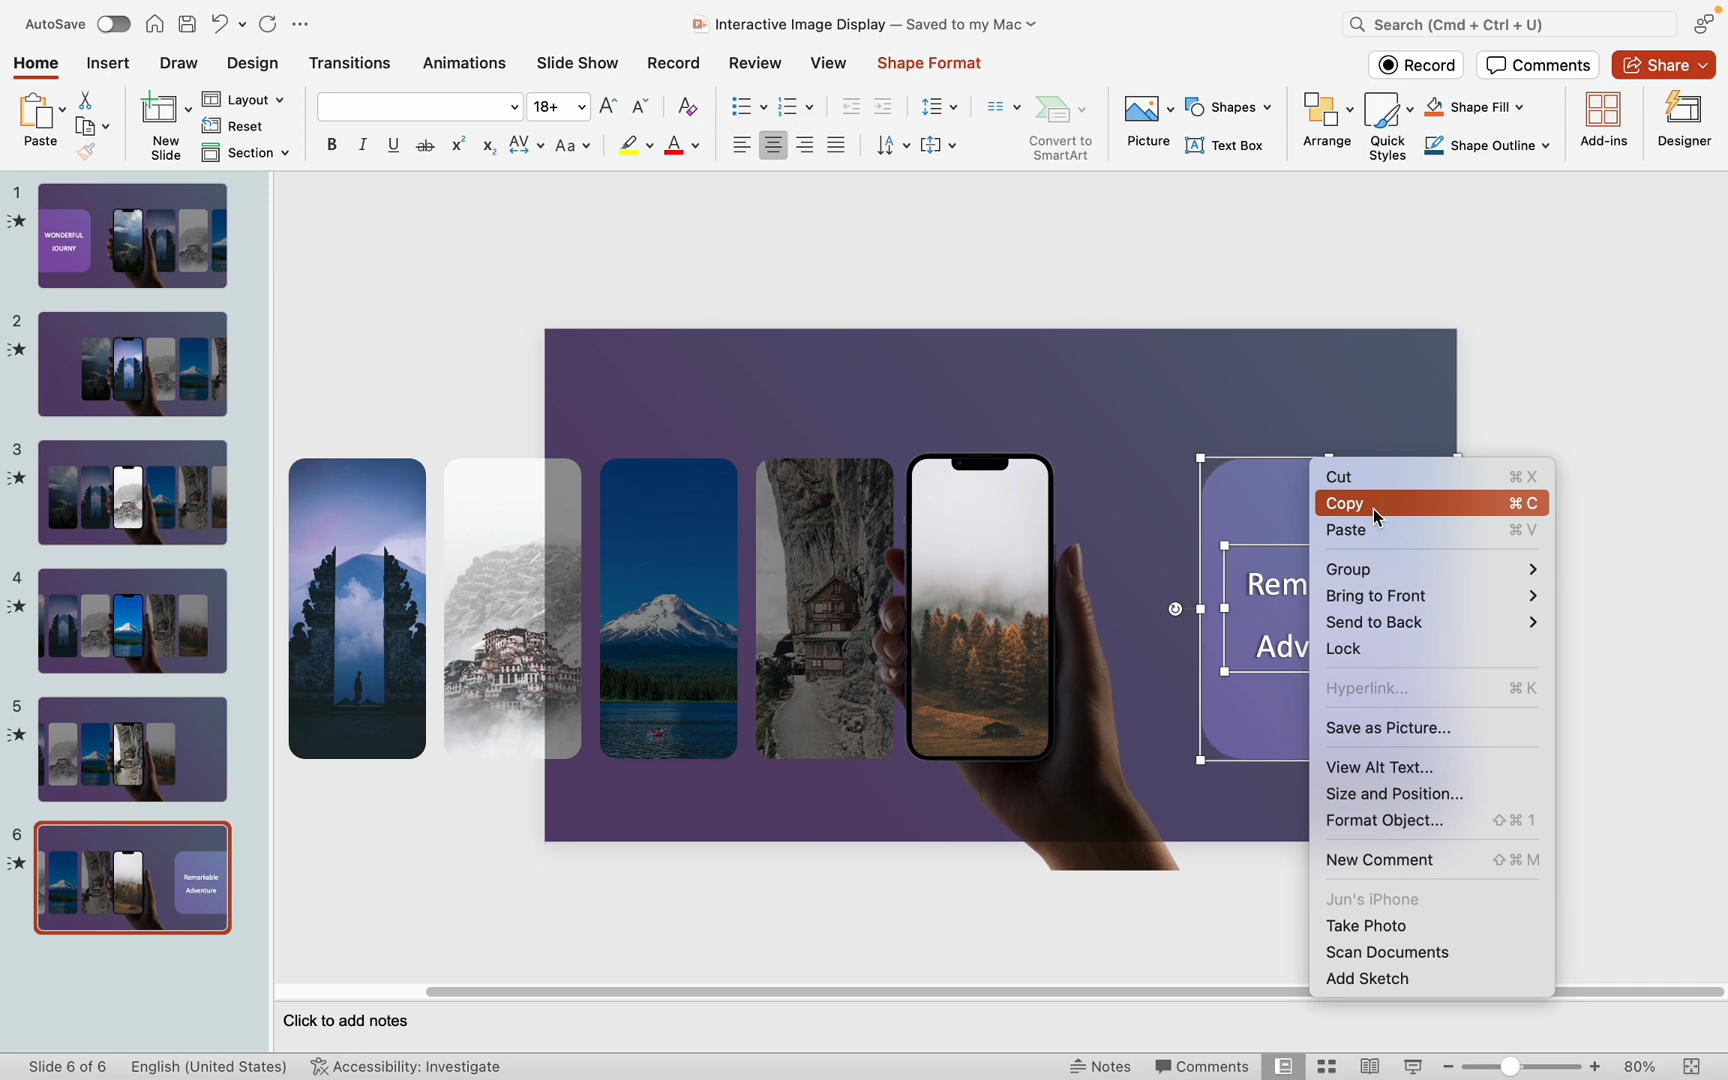 AutoSave
Interactive Image Display — Saved to my Mac
Search (Cmd + Ctrl + U)
Home Insert Draw Design Transitions Animations Slide Show Record Review View Shape Format
Record Comments Share
Paste
New Slide
Layout
Reset
Section
18+
B I U ab x² x₂ AV Aa A
Convert to SmartArt
Picture
Shapes
Text Box
Arrange
Quick Styles
Shape Fill
Shape Outline
Add-ins
Designer
1
WONDERFUL
JOURNY
2
3
4
5
6
Remarkable
Adventure
Rem
Adv
Cut ⌘ X
Copy ⌘ C
Paste ⌘ V
Group
Bring to Front
Send to Back
Lock
Hyperlink... ⌘ K
Save as Picture...
View Alt Text...
Size and Position...
Format Object... ⇧ ⌘ 1
New Comment ⇧ ⌘ M
Jun's iPhone
Take Photo
Scan Documents
Add Sketch
Click to add notes
Slide 6 of 6 English (United States) Accessibility: Investigate Notes Comments 80%